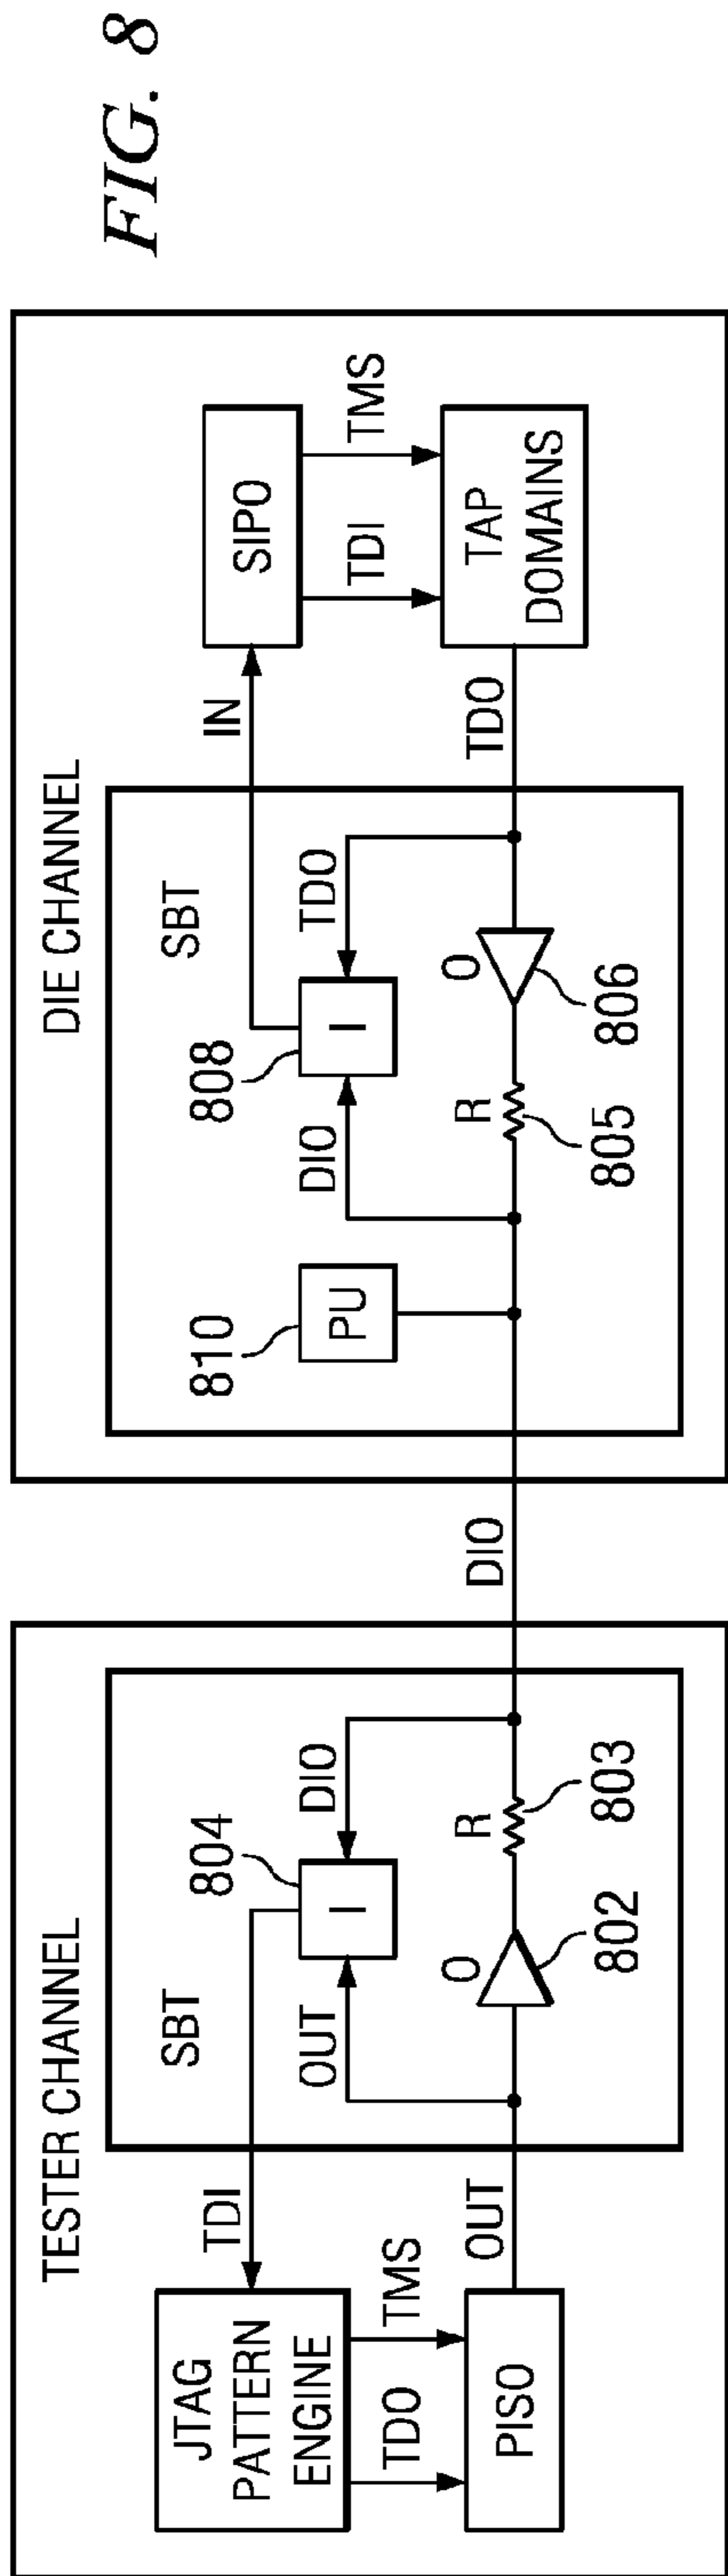 FIG. 8
TESTER CHANNEL
JTAG
PATTERN
ENGINE
TDI
TDO
TMS
PISO
OUT
SBT
804
I
OUT
DIO
O
R
802
803
DIO
DIE CHANNEL
SBT
810
PU
808
I
DIO
TDO
R
O
805
806
IN
SIPO
TDI
TMS
TDO
TAP
DOMAINS